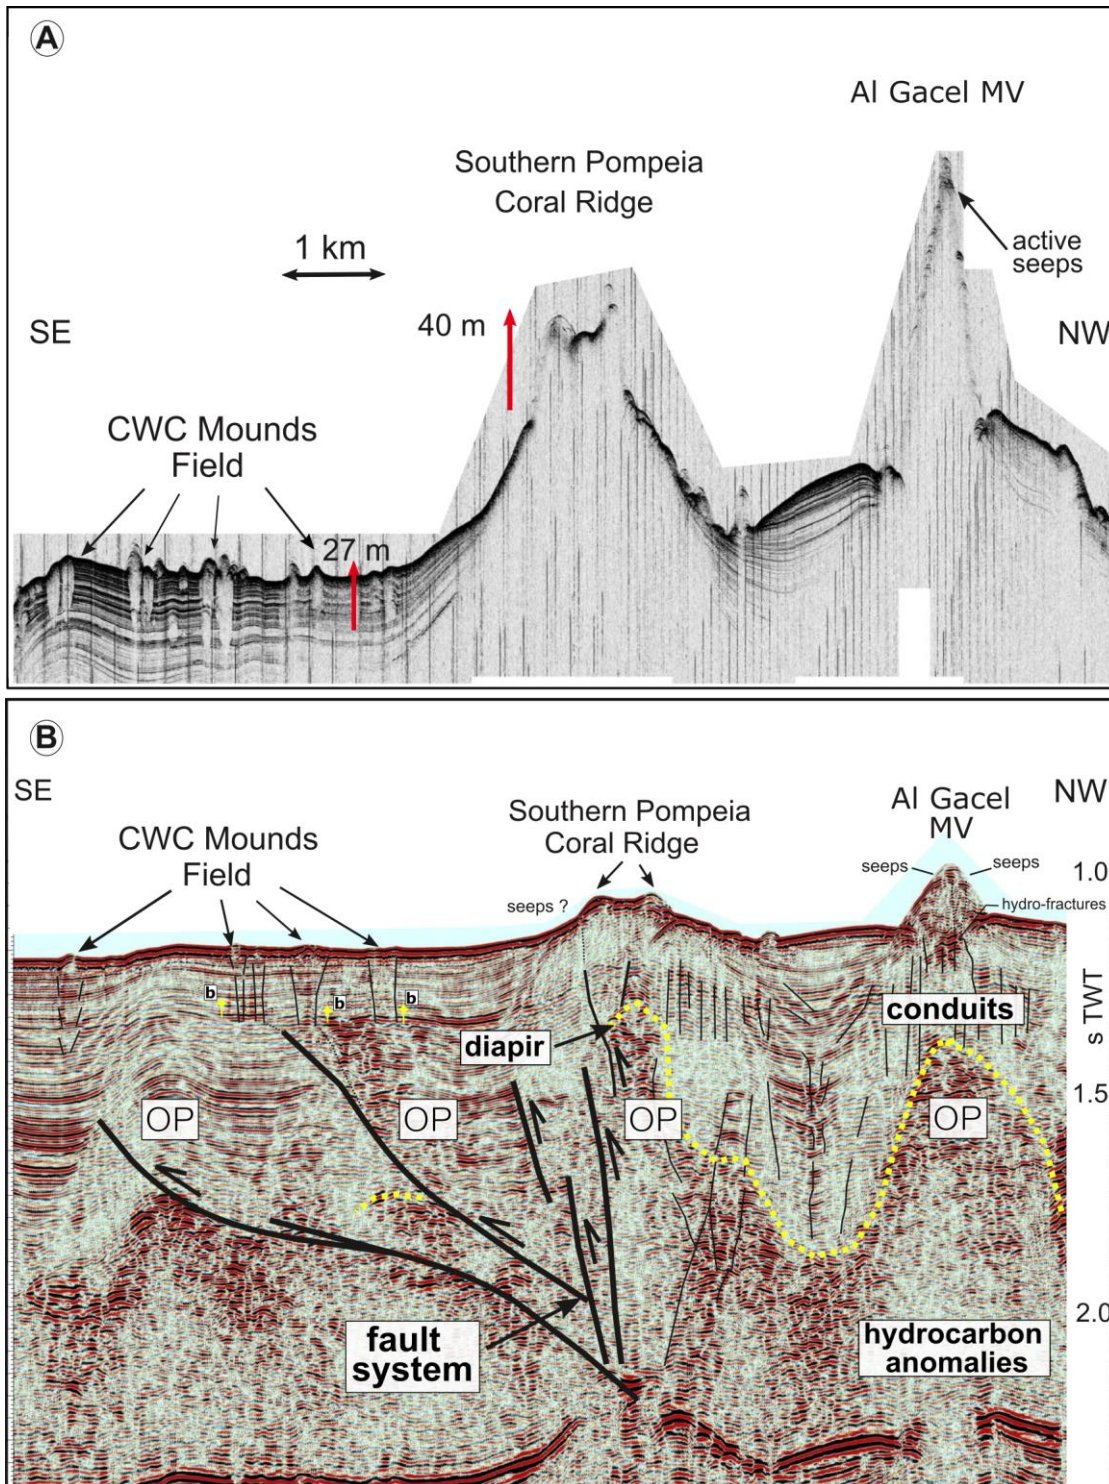 A
Al Gacel MV
Southern Pompeia
Coral Ridge
1 km
active
seeps
40 m
SE
NW
CWC Mounds
Field
27 m
B
SE
NW
Al Gacel
MV
Southern Pompeia
Coral Ridge
CWC Mounds
Field
1.0
seeps
seeps
seeps ?
hydro-fractures
b
b
b
conduits
s TWT
diapir
1.5
OP
OP
OP
OP
2.0
fault
system
hydrocarbon
anomalies